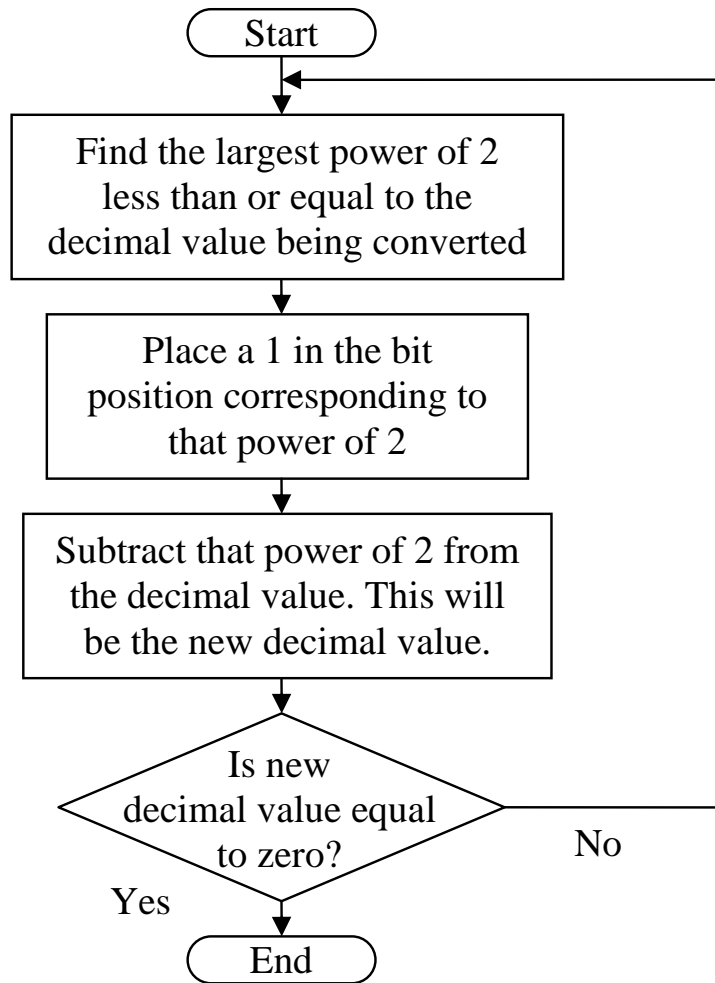 Start
Find the largest power of 2
less than or equal to the
decimal value being converted
Place a 1 in the bit
position corresponding to
that power of 2
Subtract that power of 2 from
the decimal value. This will
be the new decimal value.
Is new
decimal value equal
to zero?
No
Yes
End